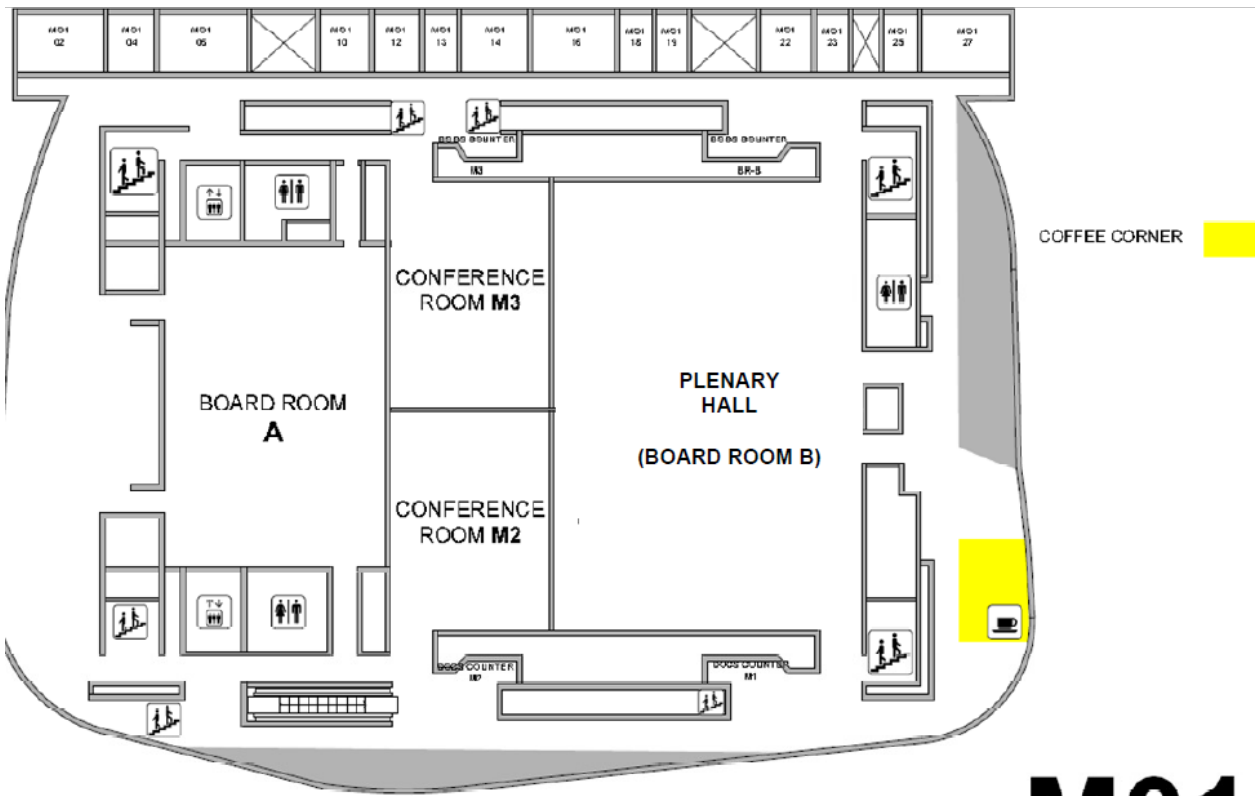 M01
02
M01
04
M01
06
M01
10
M01
12
M01
13
M01
14
M01
16
M01
18
M01
19
M01
22
M01
23
M01
25
M01
27
DOCS COUNTER
M3
DOCS COUNTER
BR-B
COFFEE CORNER
CONFERENCE
ROOM M3
PLENARY
HALL
(BOARD ROOM B)
BOARD ROOM
A
CONFERENCE
ROOM M2
DOCS COUNTER
M2
DOCS COUNTER
M1
M01